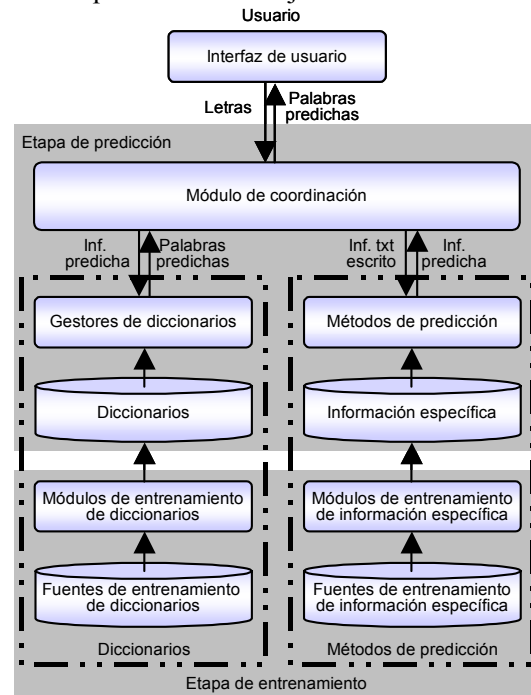 Usuario
Interfaz de usuario
Letras
Palabras
predichas
Etapa de predicción
Módulo de coordinación
Inf.
predicha
Palabras
predichas
Inf. txt
escrito
Inf.
predicha
Gestores de diccionarios
Métodos de predicción
Diccionarios
Información específica
Módulos de entrenamiento
de diccionarios
Módulos de entrenamiento
de información específica
Fuentes de entrenamiento
de diccionarios
Fuentes de entrenamiento
de información específica
Diccionarios
Métodos de predicción
Etapa de entrenamiento